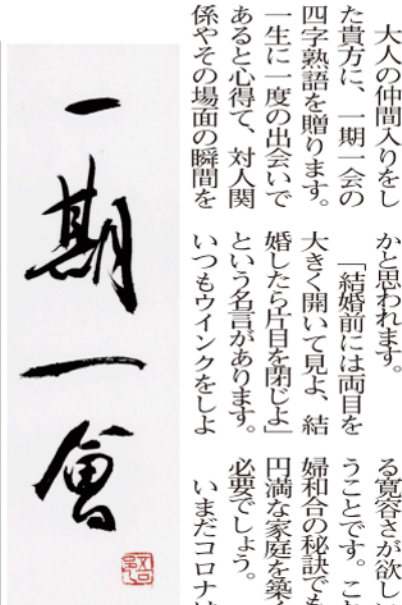 大人の仲間入りをし
た貴方に、一期一会の
四字熟語を贈ります。
一生に一度の出会いで
あると心得て、対人関
係やその場面の瞬間を
かと思われます。
「結婚前には両目を
大きく開いて見よ、結
婚したら片目を閉じよ」
という名言があります。
いつもウインクをしよ
る寛容さが欲し
うことです。こ
婦和合の秘訣でも
円満な家庭を築
必要でしょう。
いまだコロナ
一期一會